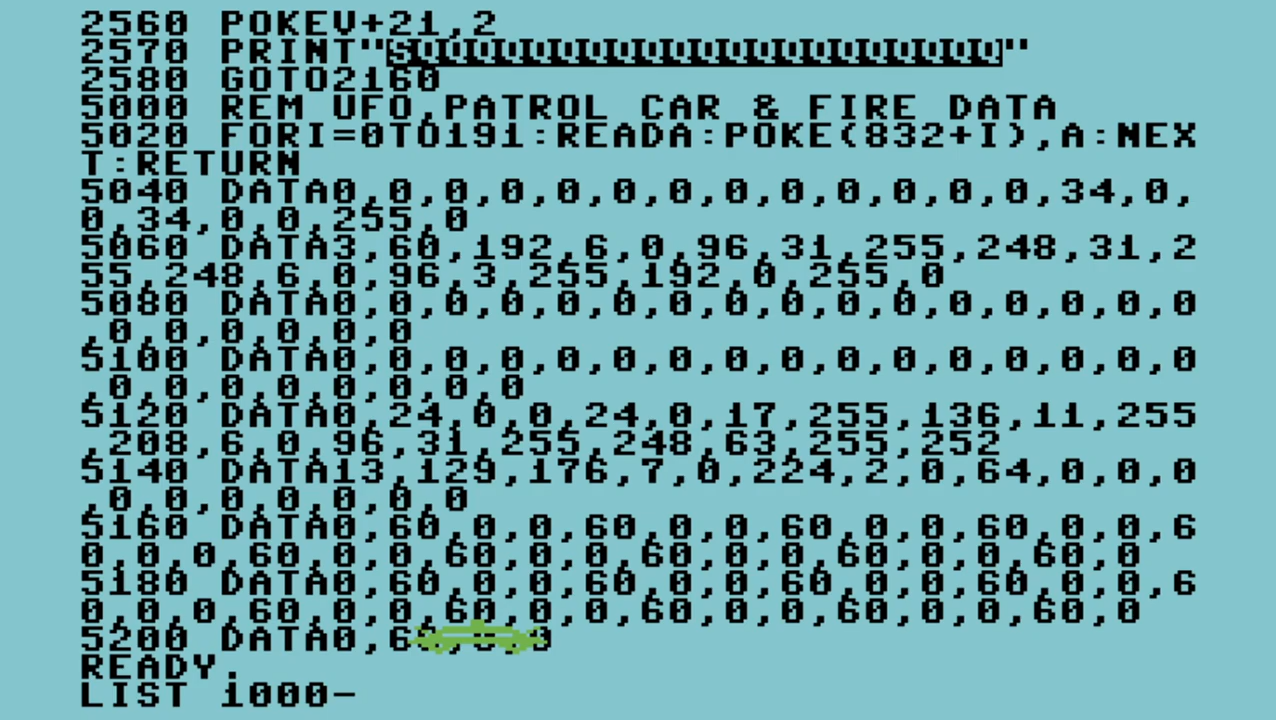 2560 POKEV+21,2
2570 PRINT"SQQQQQQQQQQQQQQQQQQQQQ"
2580 GOTO2160
5000 REM UFO,PATROL CAR & FIRE DATA
5020 FORI=0TO191:READA:POKE(832+I),A:NEX
T:RETURN
5040 DATA0,0,0,0,0,0,0,0,0,0,0,0,0,34,0,
0,34,0,0,255,0
5060 DATA3,60,192,6,0,96,31,255,248,31,2
55,248,6,0,96,3,255,192,0,255,0
5080 DATA0,0,0,0,0,0,0,0,0,0,0,0,0,0,0,0
,0,0,0,0,0,0
5100 DATA0,0,0,0,0,0,0,0,0,0,0,0,0,0,0,0
,0,0,0,0,0,0,0,0
5120 DATA0,24,0,0,24,0,17,255,136,11,255
,208,6,0,96,31,255,248,63,255,252
5140 DATA13,129,176,7,0,224,2,0,64,0,0,0
,0,0,0,0,0,0,0
5160 DATA0,60,0,0,60,0,0,60,0,0,60,0,0,6
0,0,0,60,0,0,60,0,0,60,0,0,60,0,0,60,0
5180 DATA0,60,0,0,60,0,0,60,0,0,60,0,0,6
0,0,0,60,0,0,60,0,0,60,0,0,60,0,0,60,0
5200 DATA0,60,0,0
READY.
LIST i000-